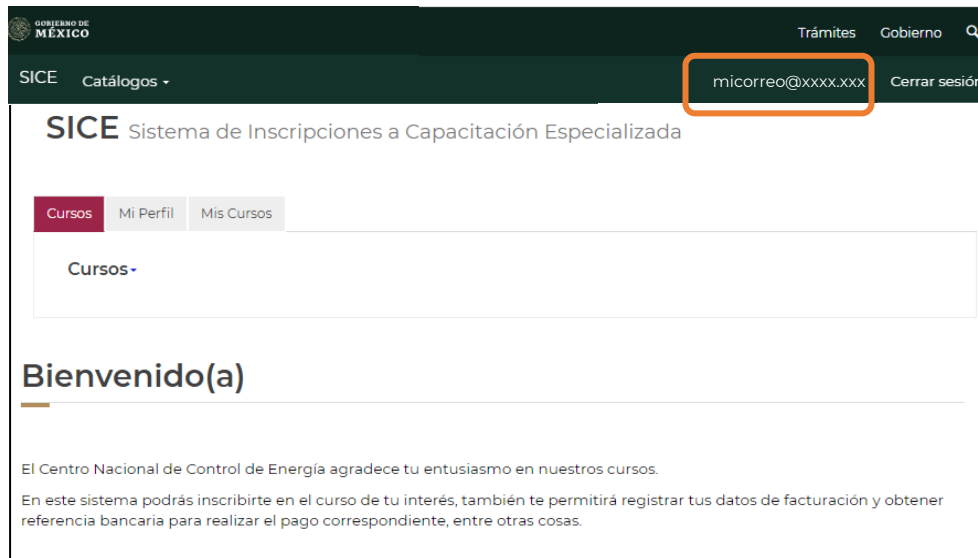 GOBIERNO DE
MÉXICO
Trámites Gobierno
SICE Catálogos micorreo@xxxx.xxx Cerrar sesión
SICE Sistema de Inscripciones a Capacitación Especializada
Cursos Mi Perfil Mis Cursos
Cursos
Bienvenido(a)
El Centro Nacional de Control de Energía agradece tu entusiasmo en nuestros cursos.
En este sistema podrás inscribirte en el curso de tu interés, también te permitirá registrar tus datos de facturación y obtener
referencia bancaria para realizar el pago correspondiente, entre otras cosas.